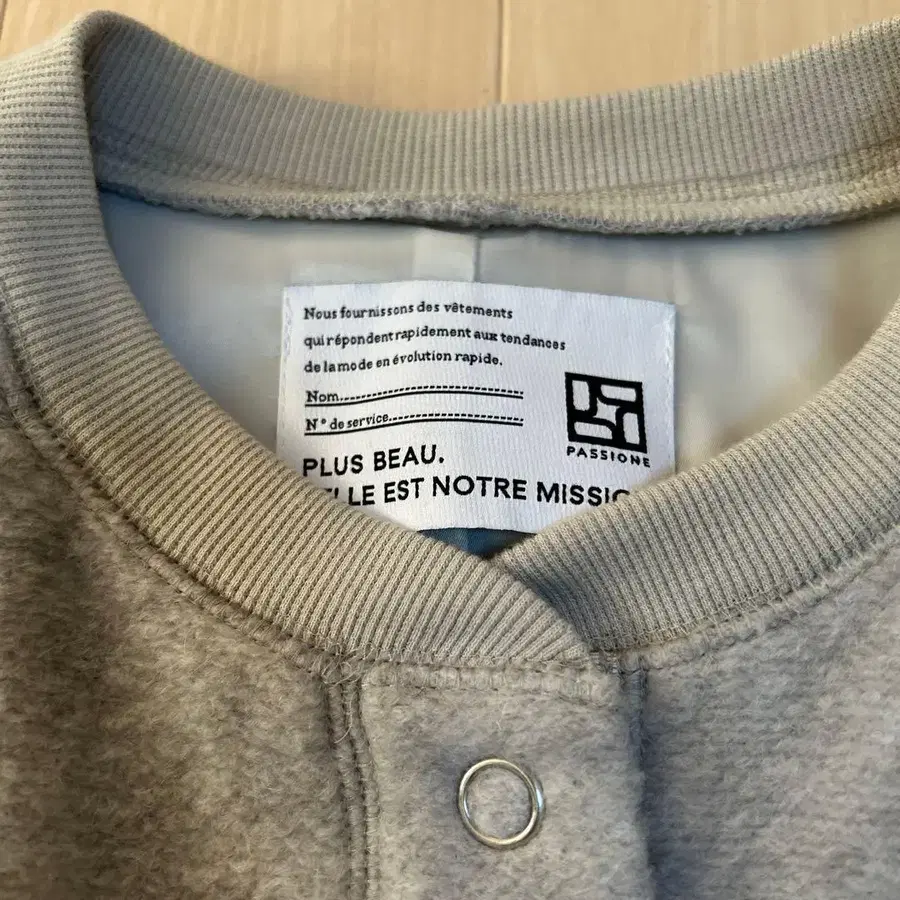 Nous fournissons des vêtements
qui répondent rapidement aux tendances
de la mode en évolution rapide.
Nom
N° de service
PASSIONE
PLUS BEAU.
EST NOTRE